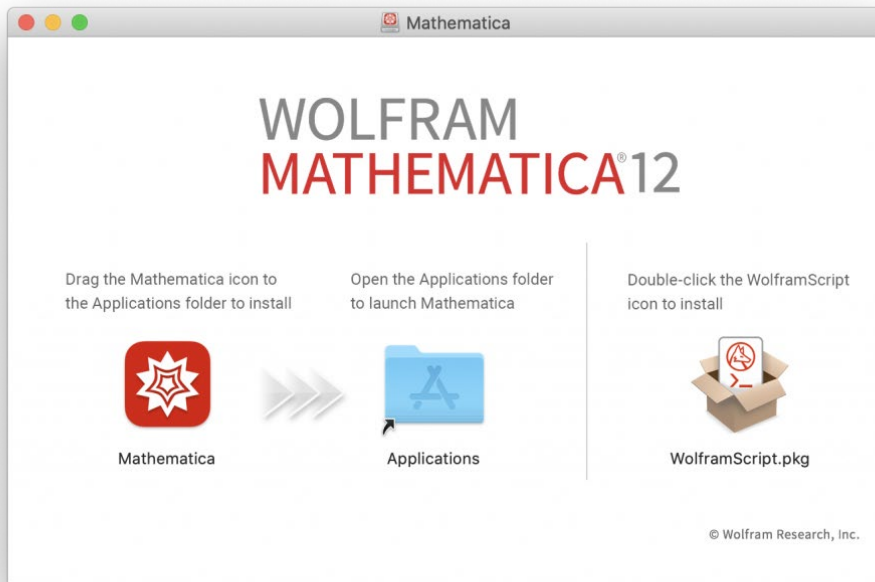 Mathematica
WOLFRAM
MATHEMATICA®12
Drag the Mathematica icon to
the Applications folder to install
Mathematica
Open the Applications folder
to launch Mathematica
Applications
Double-click the WolframScript
icon to install
WolframScript.pkg
© Wolfram Research, Inc.